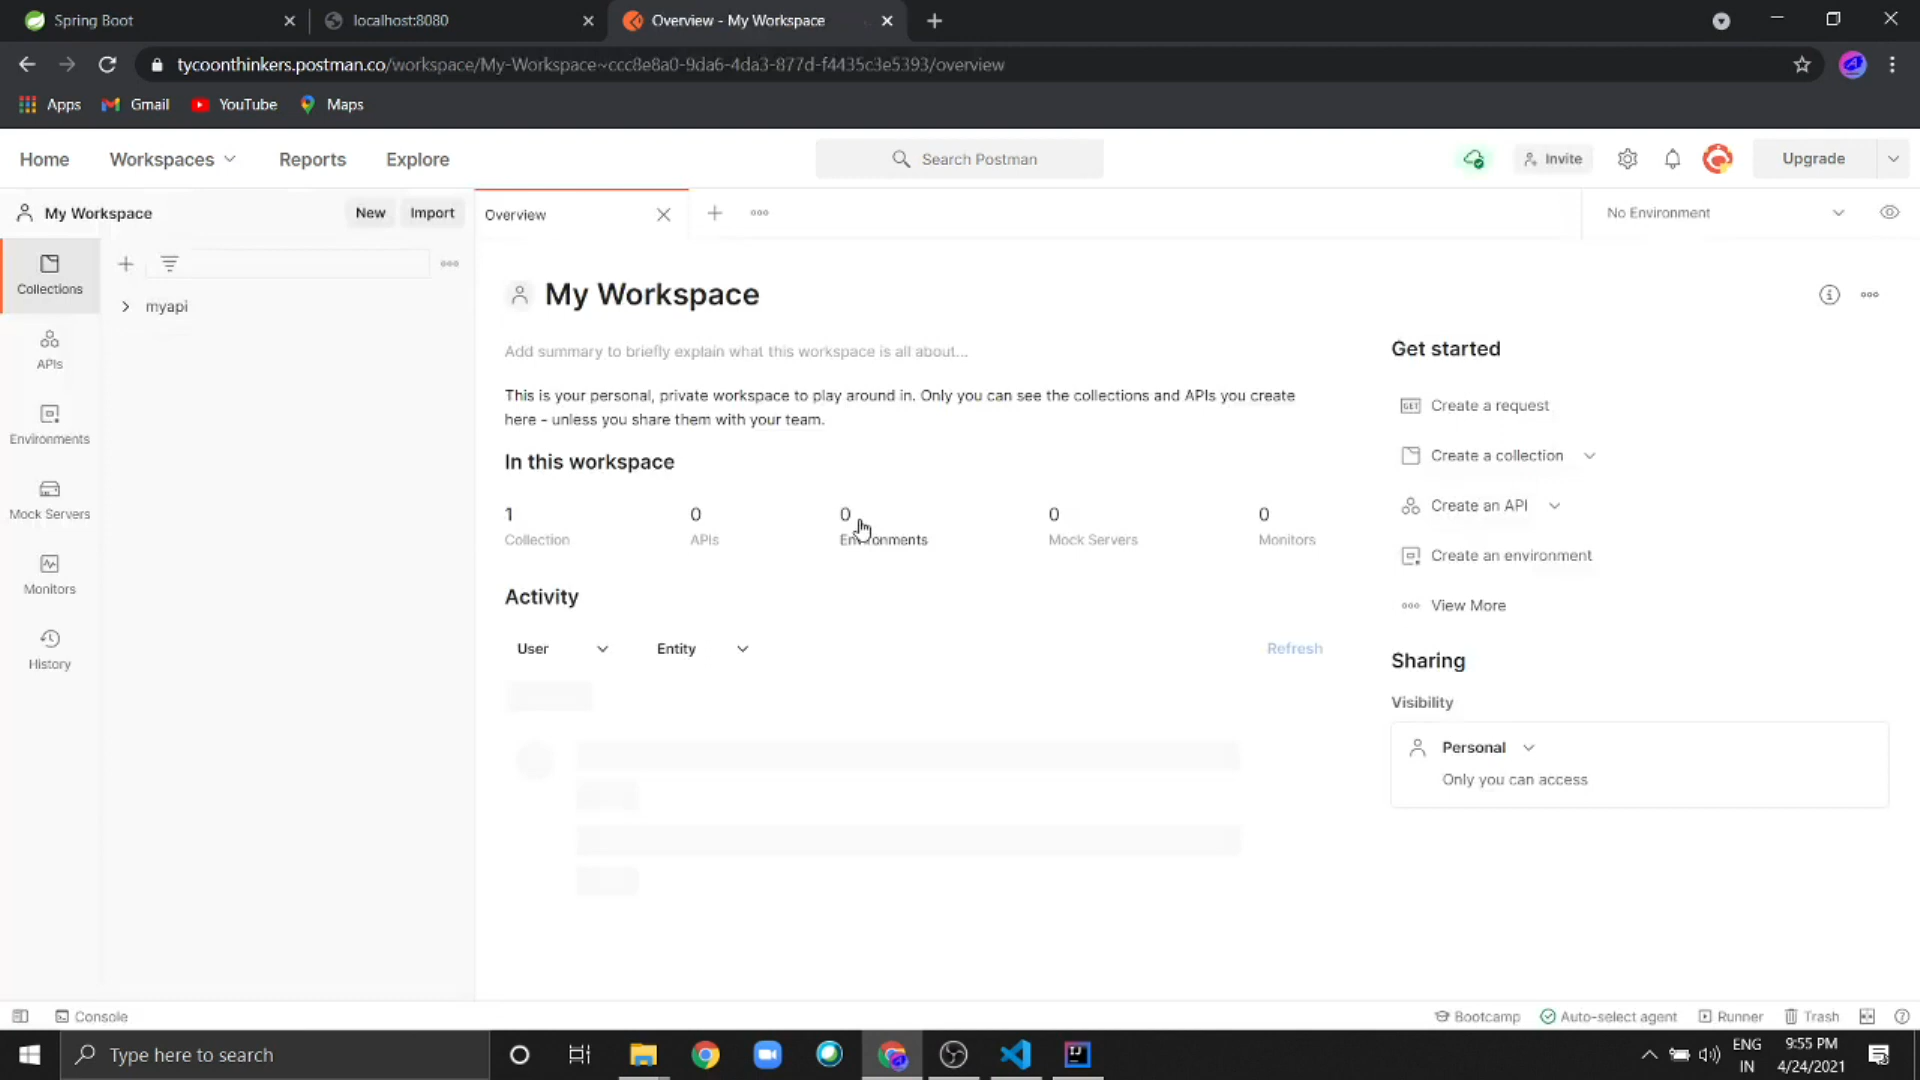 Spring Boot
localhost:8080
Overview - My Workspace
tycoonthinkers.postman.co/workspace/My-Workspace~ccc8e8a0-9da6-4da3-877d-f4435c3e5393/overview
Apps
Gmail
YouTube
Maps
Home
Workspaces
Reports
Explore
Search Postman
Invite
Upgrade
My Workspace
New
Import
Overview
No Environment
Collections
myapi
APIs
Environments
Mock Servers
Monitors
History
My Workspace
Add summary to briefly explain what this workspace is all about...
This is your personal, private workspace to play around in. Only you can see the collections and APIs you create
here - unless you share them with your team.
In this workspace
1 0 0 0 0
Collection APIs Environments Mock Servers Monitors
Activity
User
Entity
Refresh
Get started
GET Create a request
Create a collection
Create an API
Create an environment
View More
Sharing
Visibility
Personal
Only you can access
Console
Bootcamp
Auto-select agent
Runner
Trash
Type here to search
ENG
IN
9:55 PM
4/24/2021